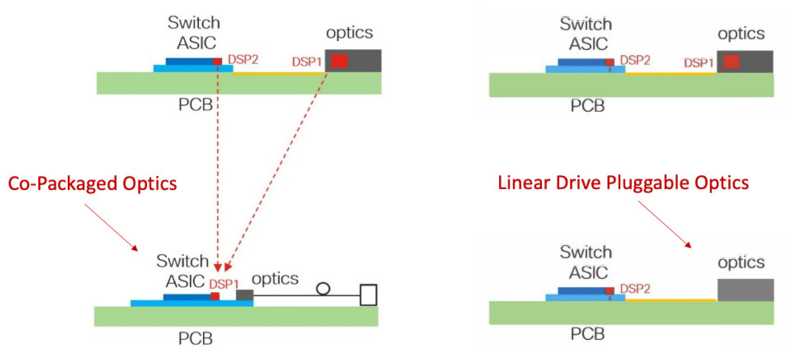 Switch
ASIC
DSP2
DSP1
optics
PCB
Switch
ASIC
DSP2
DSP1
optics
PCB
Co-Packaged Optics
Linear Drive Pluggable Optics
Switch
ASIC
DSP1
optics
PCB
Switch
ASIC
DSP2
optics
PCB